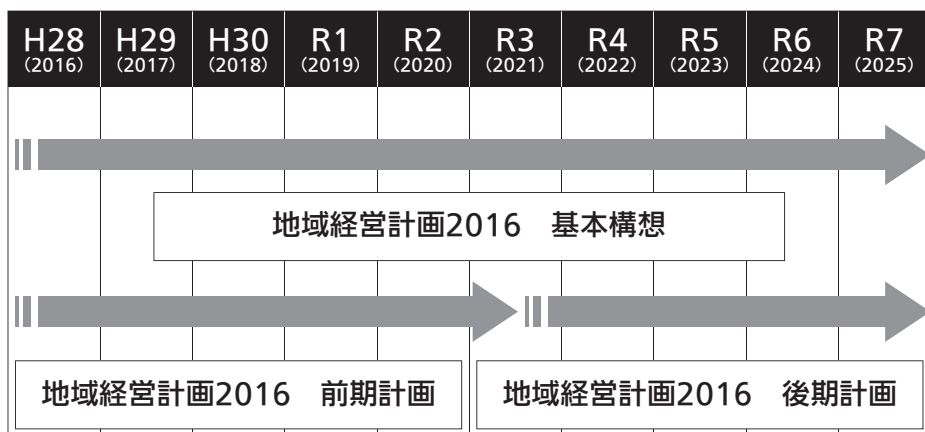 H28 H29 H30 R1 R2 R3 R4 R5 R6 R7
(2016) (2017) (2018) (2019) (2020) (2021) (2022) (2023) (2024) (2025)
地域経営計画2016　基本構想
地域経営計画2016　前期計画
地域経営計画2016　後期計画